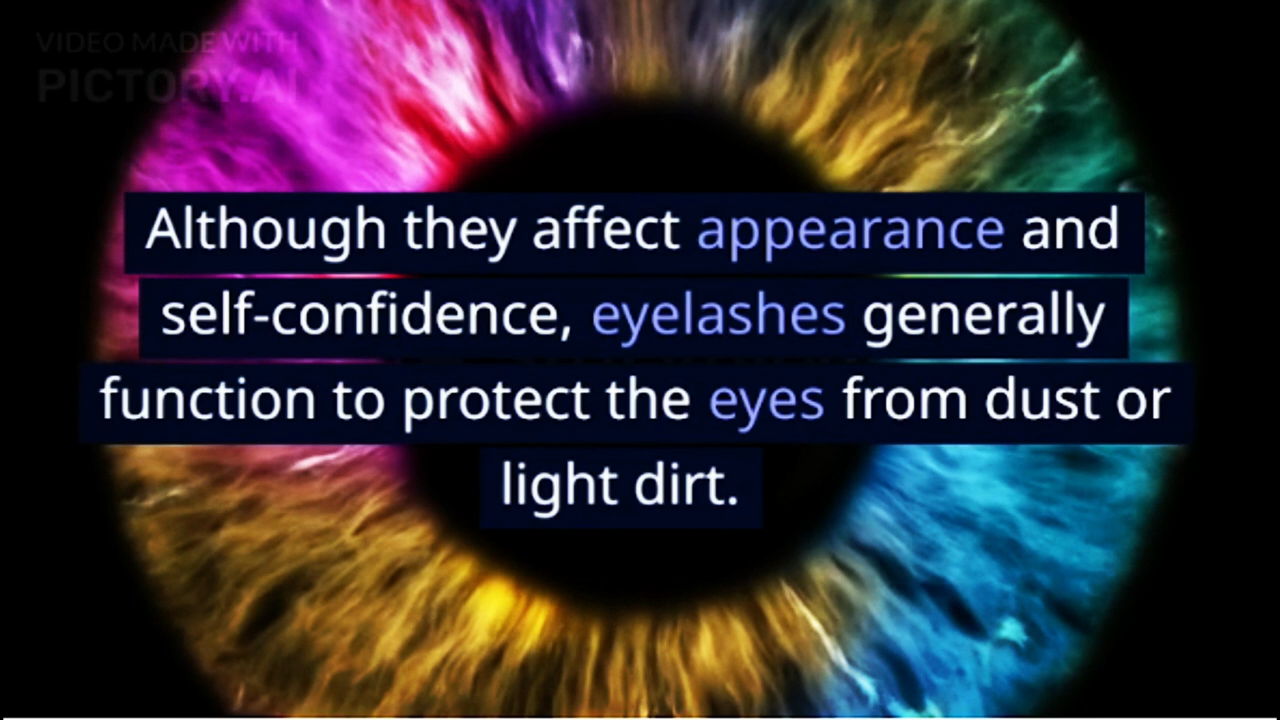 VIDEO MADE WITH
PICTORY.AI
Although they affect appearance and
self-confidence, eyelashes generally
function to protect the eyes from dust or
light dirt.